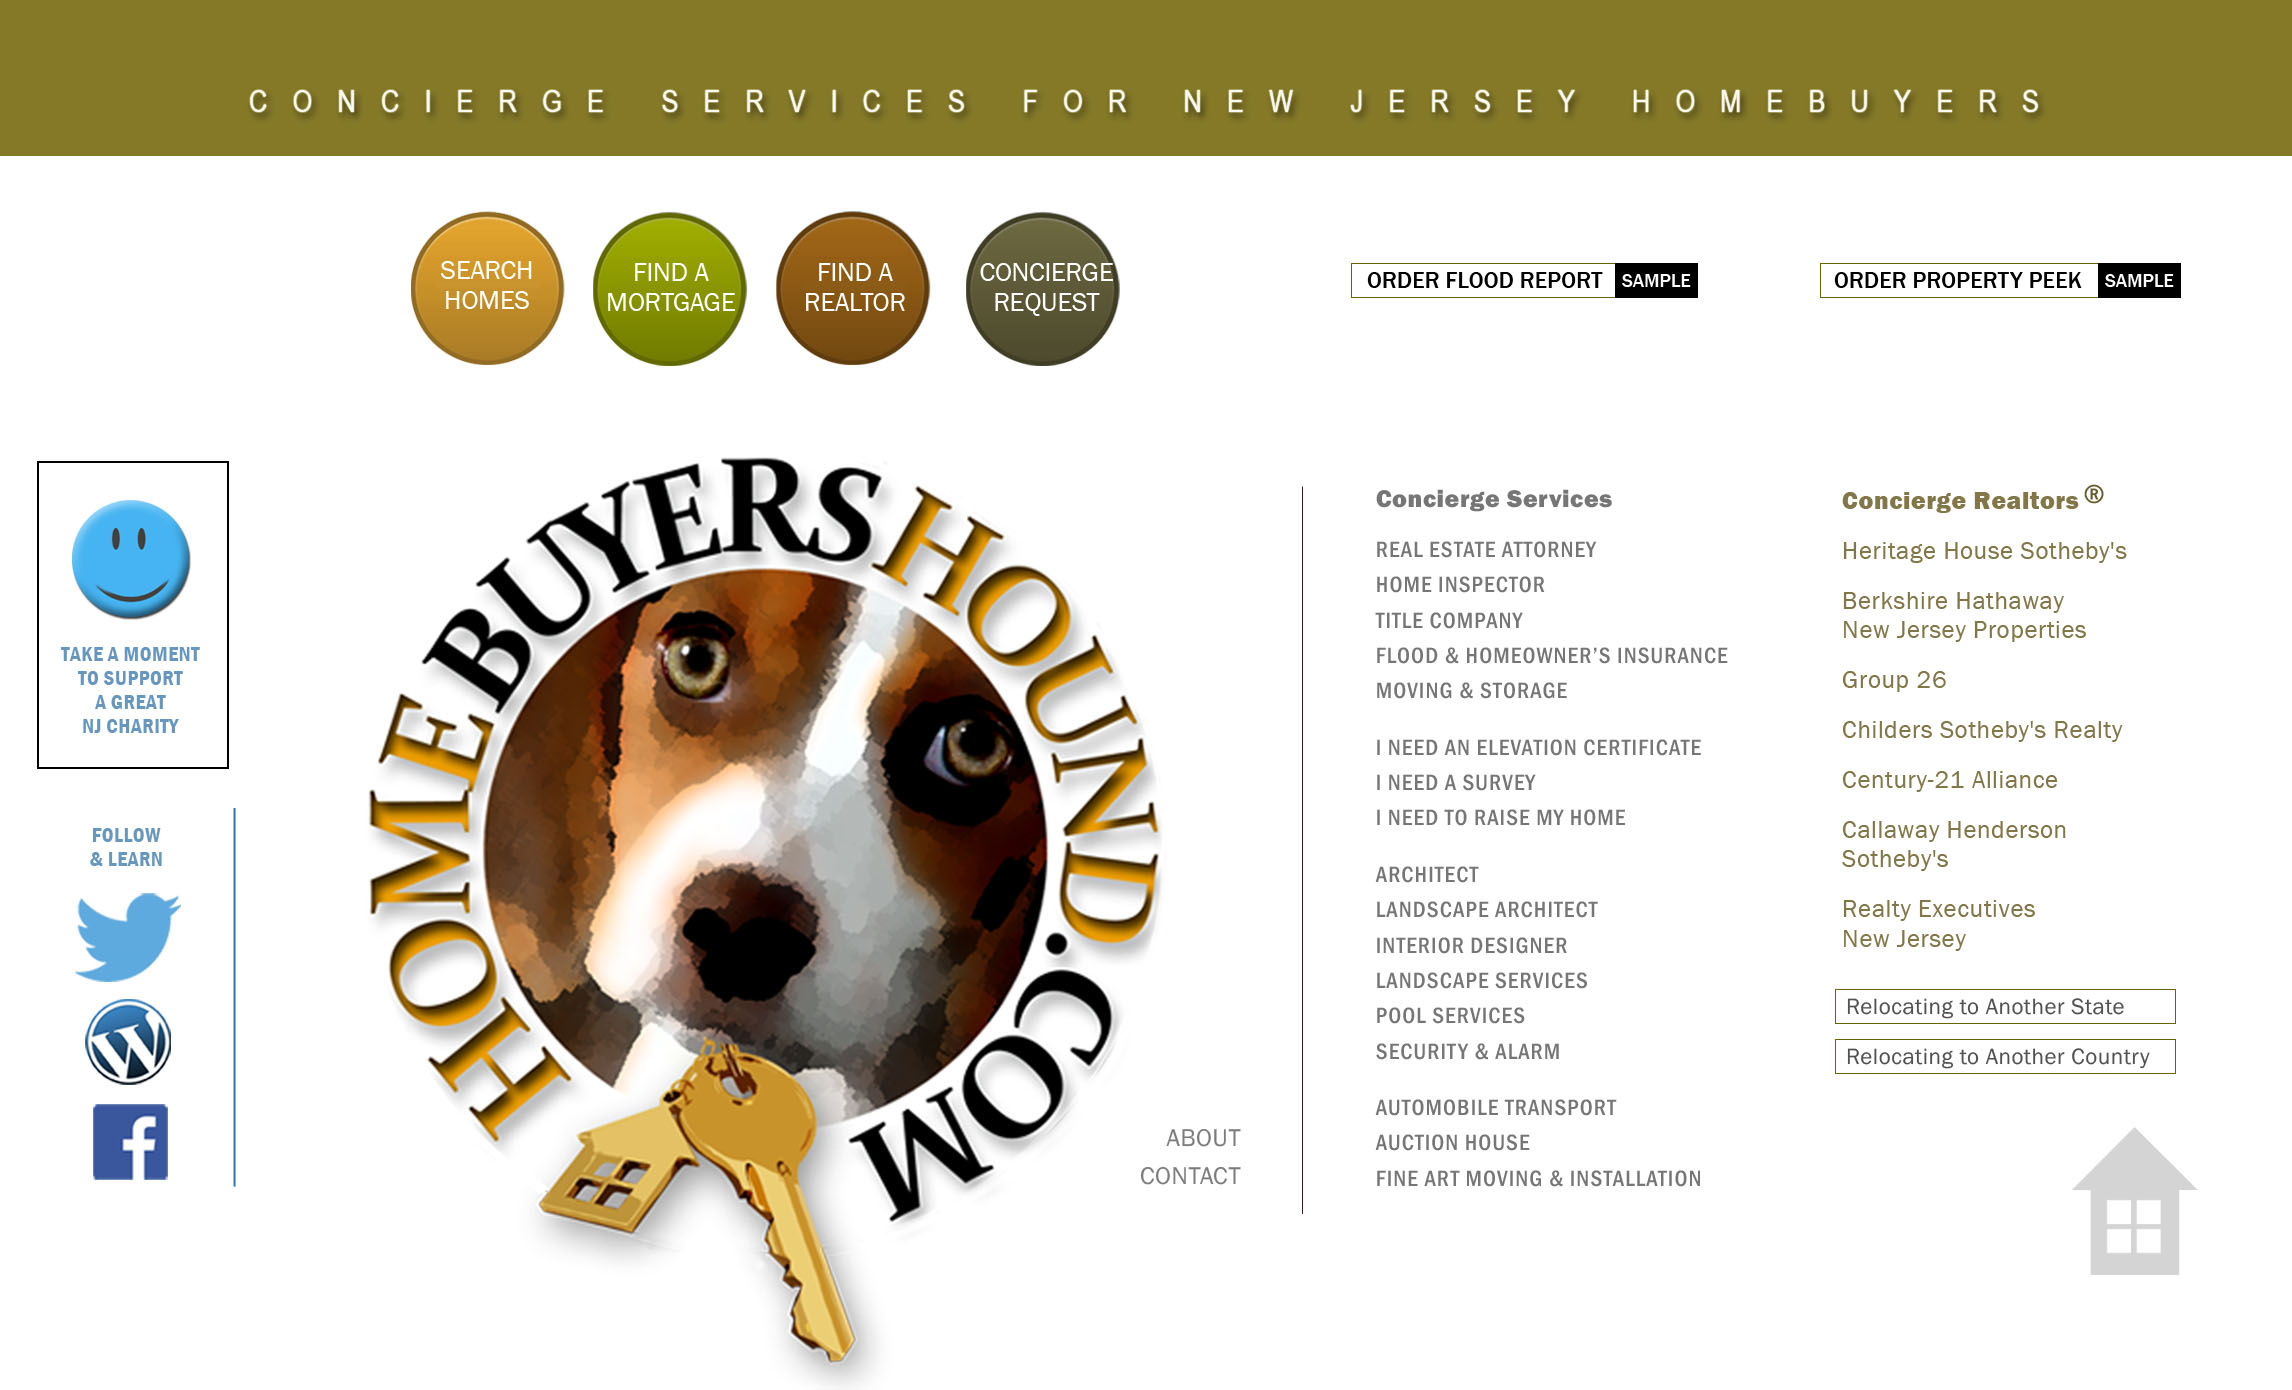 CONCIERGE SERVICES FOR NEW JERSEY HOMEBUYERS
SEARCH
HOMES
FIND A
MORTGAGE
FIND A
REALTOR
CONCIERGE
REQUEST
ORDER FLOOD REPORT SAMPLE
ORDER PROPERTY PEEK SAMPLE
TAKE A MOMENT
TO SUPPORT
A GREAT
NJ CHARITY
FOLLOW
& LEARN
HOMEBUYERSHOUND.COM
ABOUT
CONTACT
Concierge Services
REAL ESTATE ATTORNEY
HOME INSPECTOR
TITLE COMPANY
FLOOD & HOMEOWNER’S INSURANCE
MOVING & STORAGE
I NEED AN ELEVATION CERTIFICATE
I NEED A SURVEY
I NEED TO RAISE MY HOME
ARCHITECT
LANDSCAPE ARCHITECT
INTERIOR DESIGNER
LANDSCAPE SERVICES
POOL SERVICES
SECURITY & ALARM
AUTOMOBILE TRANSPORT
AUCTION HOUSE
FINE ART MOVING & INSTALLATION
Concierge Realtors ®
Heritage House Sotheby's
Berkshire Hathaway
New Jersey Properties
Group 26
Childers Sotheby's Realty
Century-21 Alliance
Callaway Henderson
Sotheby's
Realty Executives
New Jersey
Relocating to Another State
Relocating to Another Country